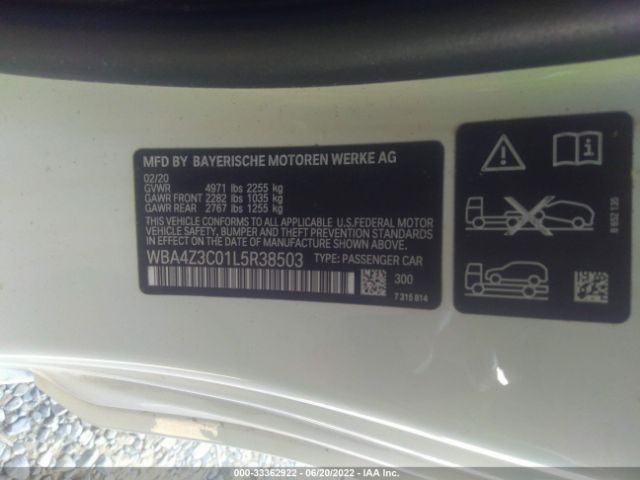 MFD BY BAYERISCHE MOTOREN WERKE AG
02/20
GVWR 4971 lbs 2255 kg
GAWR FRONT 2282 lbs 1035 kg
GAWR REAR 2767 lbs 1255 kg
THIS VEHICLE CONFORMS TO ALL APPLICABLE U.S.FEDERAL MOTOR
VEHICLE SAFETY, BUMPER AND THEFT PREVENTION STANDARDS
IN EFFECT ON THE DATE OF MANUFACTURE SHOWN ABOVE.
WBA4Z3C01L5R38503 TYPE: PASSENGER CAR
300
7 315 814
8 652 135
000-33362922 - 06/20/2022 - IAA Inc.